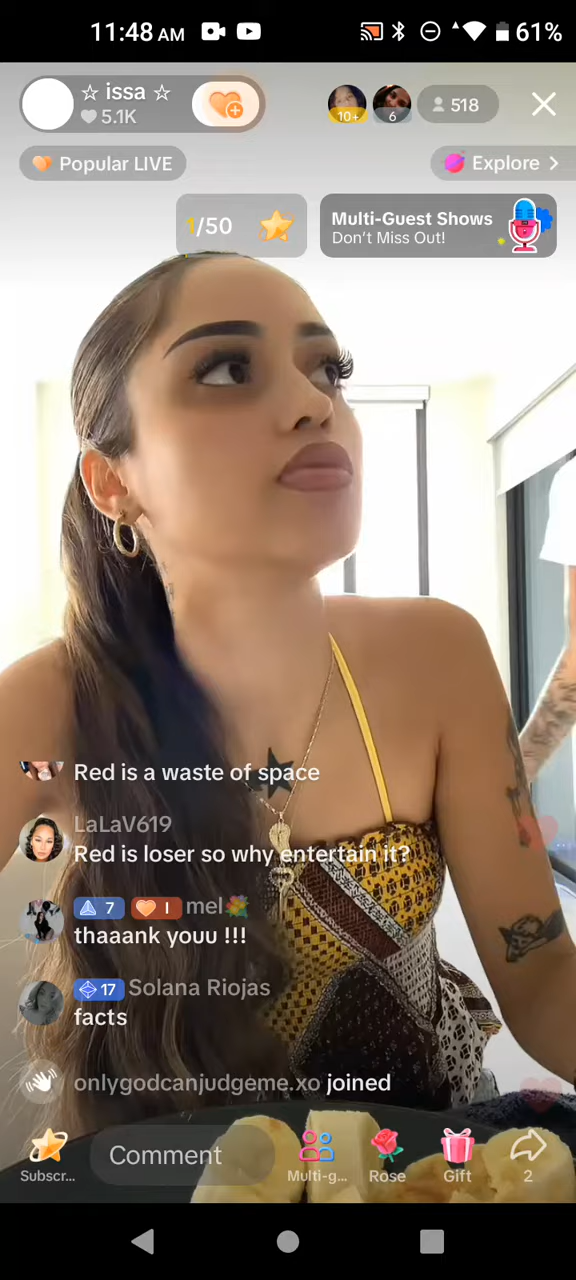 11:48 AM
61%
☆ issa ☆
5.1K
10+
6
518
Popular LIVE
Explore >
1/50
Multi-Guest Shows
Don't Miss Out!
Red is a waste of space
LaLaV619
Red is loser so why entertain it?
7 I mel💐
thaaank youu !!!
17 Solana Riojas
facts
onlygodcanjudgeme.xo joined
Comment
Subscr...
Multi-g...
Rose
Gift
2